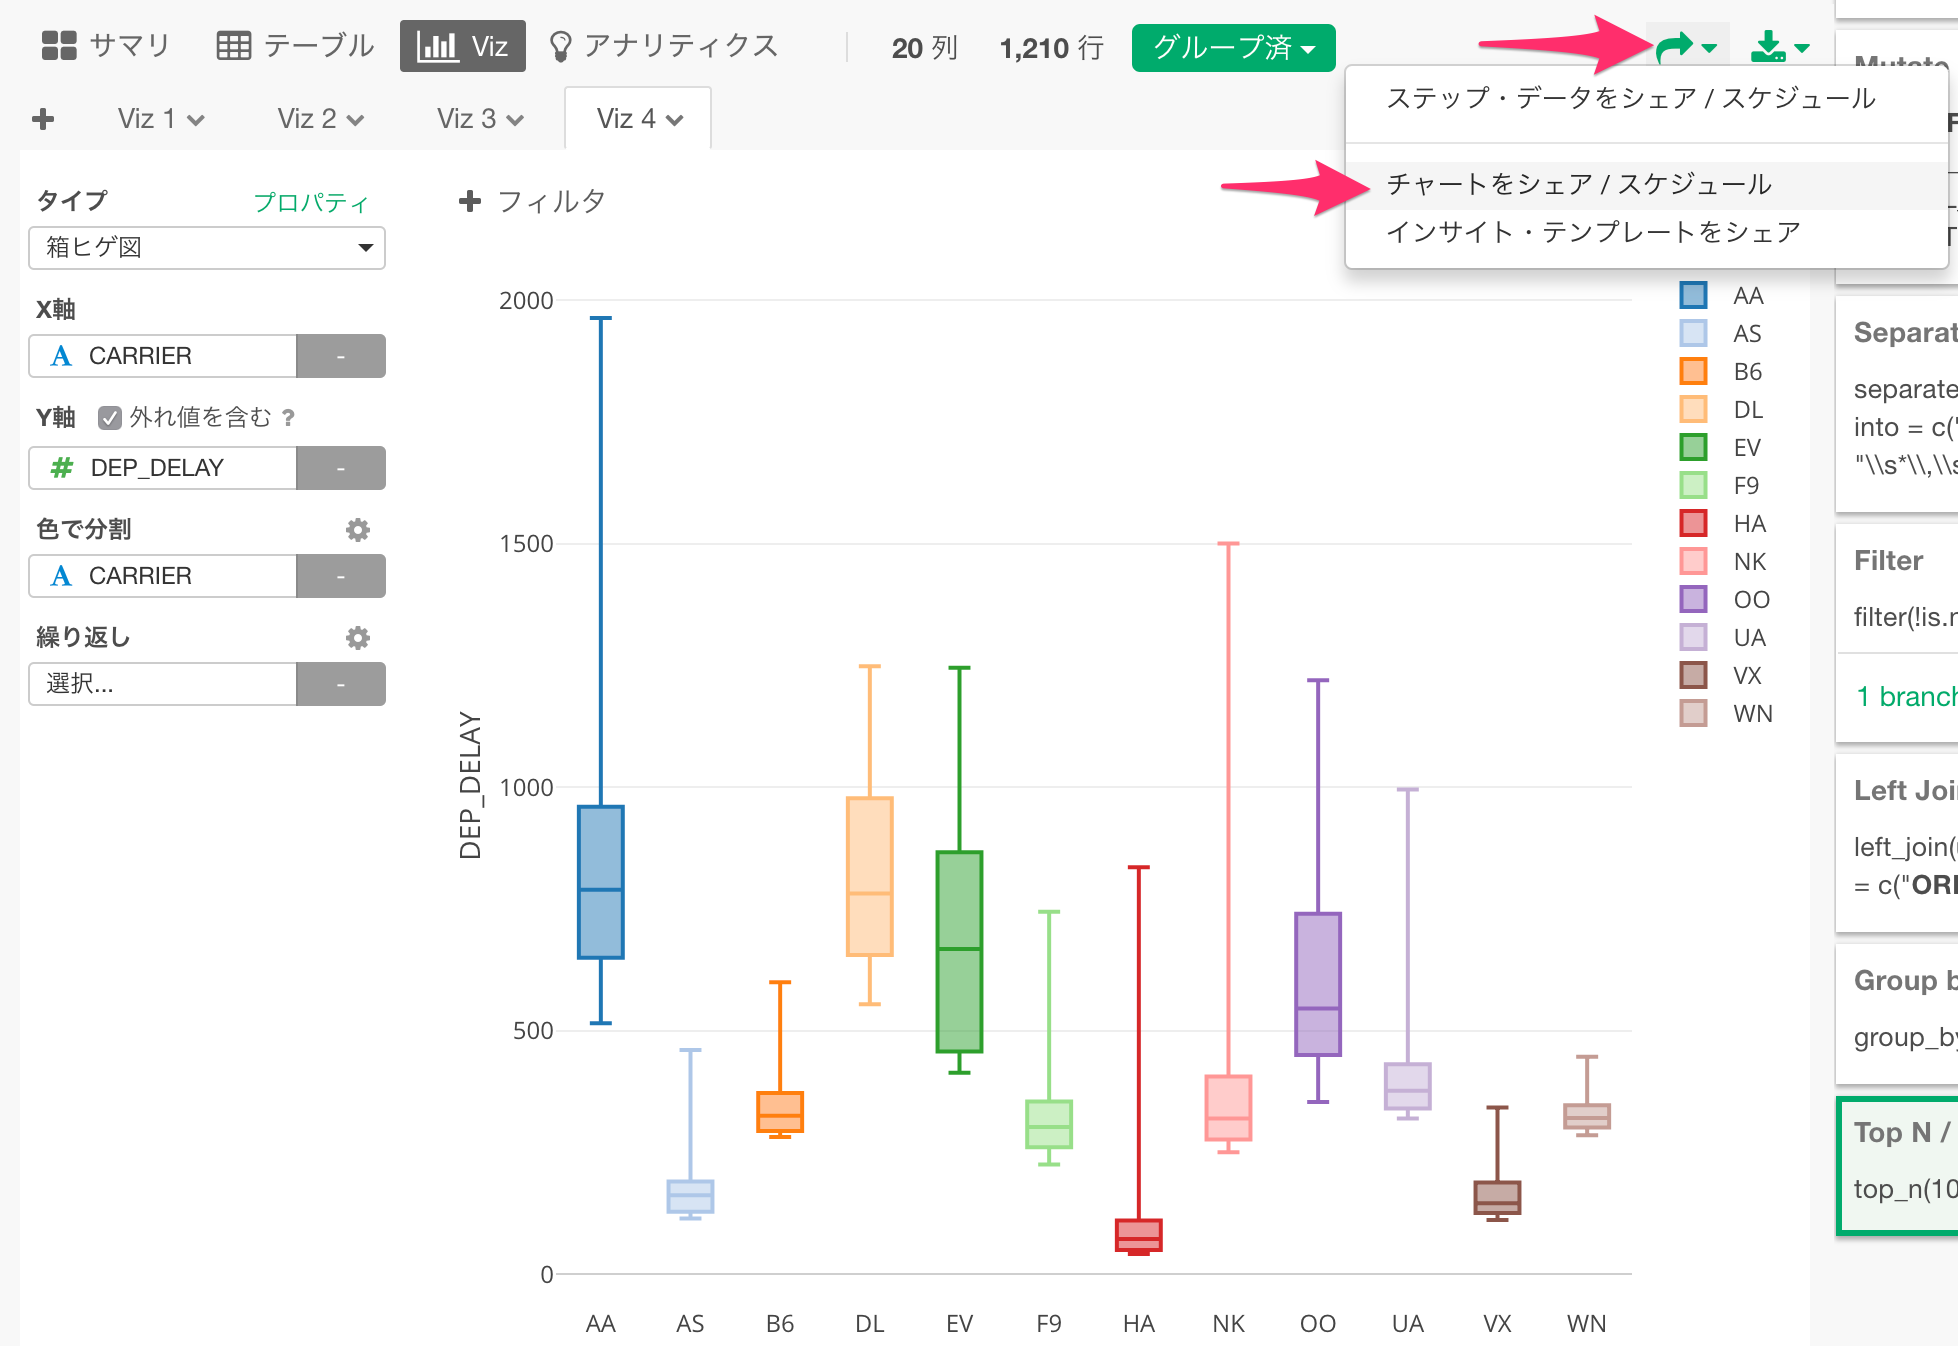 サマリ テーブル Viz アナリティクス 20 列 1,210 行 グループ済
Viz 1 Viz 2 Viz 3 Viz 4
ステップ・データをシェア / スケジュール
チャートをシェア / スケジュール
インサイト・テンプレートをシェア
タイプ プロパティ
箱ヒゲ図
X軸
CARRIER -
Y軸 外れ値を含む ?
DEP_DELAY -
色で分割
CARRIER -
繰り返し
選択... -
フィルタ
DEP_DELAY
2000
1500
1000
500
0
AA AS B6 DL EV F9 HA NK OO UA VX WN
AA
AS
B6
DL
EV
F9
HA
NK
OO
UA
VX
WN
Mutate
Separat
separate
into = c("
"\\s*\\,\\s
Filter
filter(!is.n
1 branch
Left Joi
left_join(
= c("ORI
Group b
group_by
Top N /
top_n(10